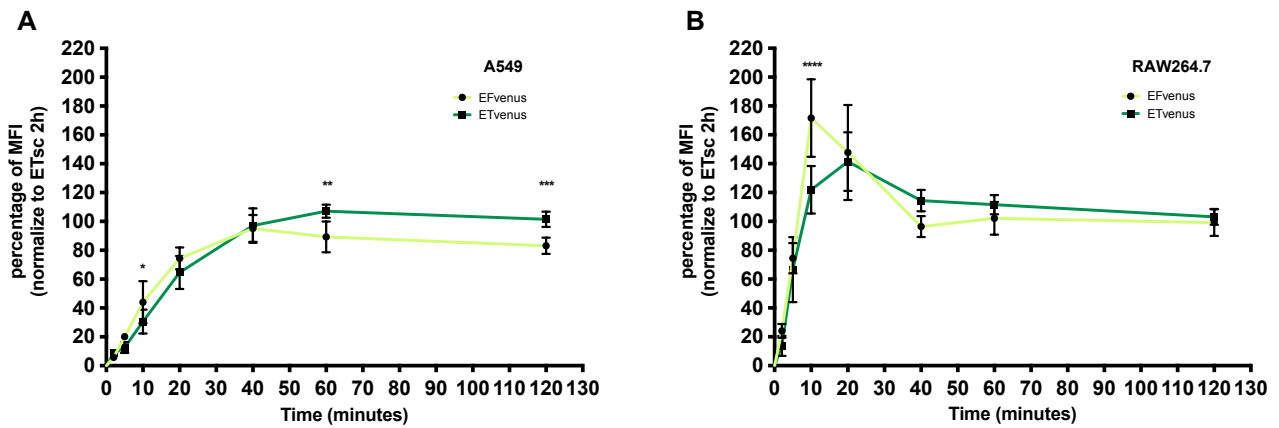 A
percentage of MFI
(normalize to ETsc 2h)
220
200
180
160
140
120
100
80
60
40
20
0
A549
EFvenus
ETvenus
*
**
***
0 10 20 30 40 50 60 70 80 90 100 110 120 130
Time (minutes)
B
percentage of MFI
(normalize to ETsc 2h)
220
200
180
160
140
120
100
80
60
40
20
0
****
RAW264.7
EFvenus
ETvenus
0 10 20 30 40 50 60 70 80 90 100 110 120 130
Time (minutes)